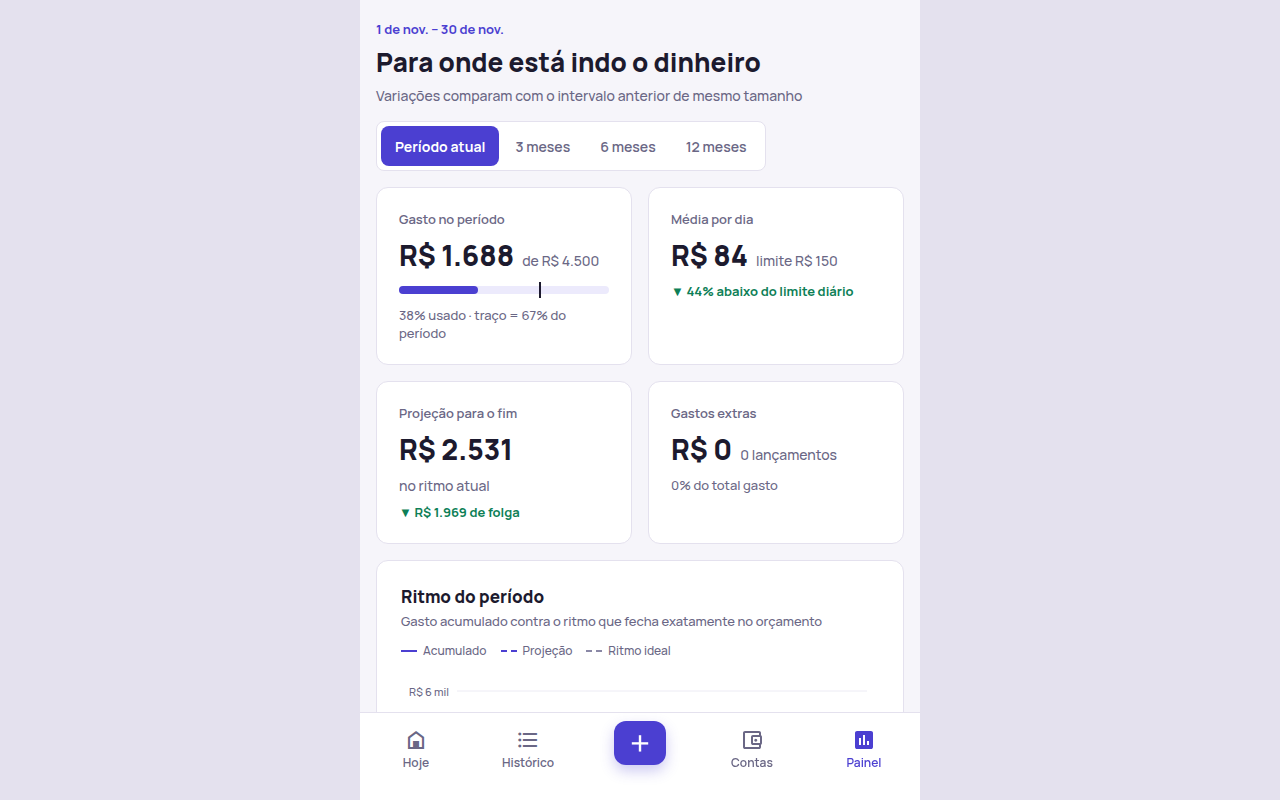 1 de nov. – 30 de nov.
Para onde está indo o dinheiro
Variações comparam com o intervalo anterior de mesmo tamanho
Período atual 3 meses 6 meses 12 meses
Gasto no período
R$ 1.688 de R$ 4.500
38% usado · traço = 67% do
período
Média por dia
R$ 84 limite R$ 150
▼ 44% abaixo do limite diário
Projeção para o fim
R$ 2.531
no ritmo atual
▼ R$ 1.969 de folga
Gastos extras
R$ 0 0 lançamentos
0% do total gasto
Ritmo do período
Gasto acumulado contra o ritmo que fecha exatamente no orçamento
Acumulado Projeção Ritmo ideal
R$ 6 mil
Hoje Histórico Contas Painel